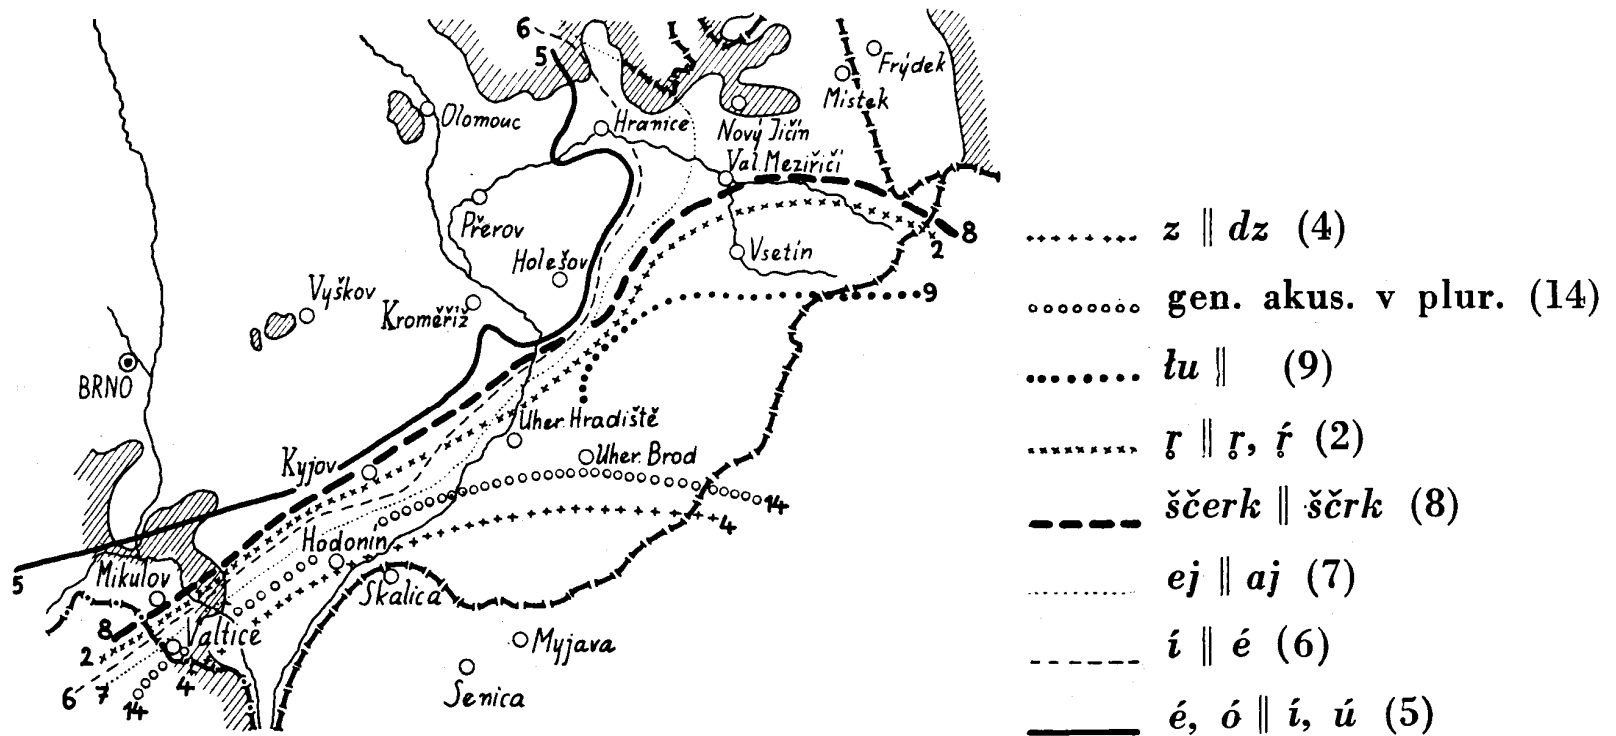 6
5
Frýdek
Místek
Olomouc
Hranice
Nový Jičín
Val. Meziříčí
Přerov
8
2
Holešov
Vsetín
Vyškov
Kroměříž
9
BRNO
Uher. Hradiště
Kyjov
Uher. Brod
14
4
Hodonín
5
Mikulov
Skalica
8
Valtice
Myjava
2
6
7
14
4
Senica
z || dz (4)
gen. akus. v plur. (14)
łu || (9)
r̥ || r̥, ŕ̥ (2)
ščerk || ščrk (8)
ej || aj (7)
í || é (6)
é, ó || í, ú (5)